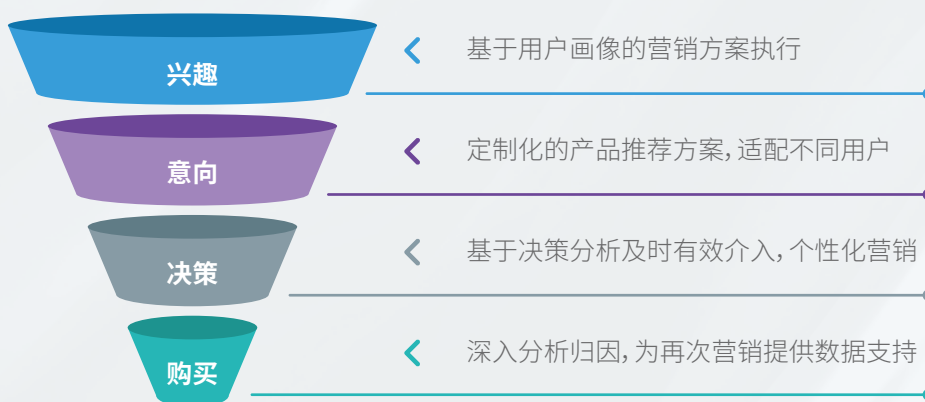 兴趣
基于用户画像的营销方案执行
意向
定制化的产品推荐方案，适配不同用户
决策
基于决策分析及时有效介入，个性化营销
购买
深入分析归因，为再次营销提供数据支持